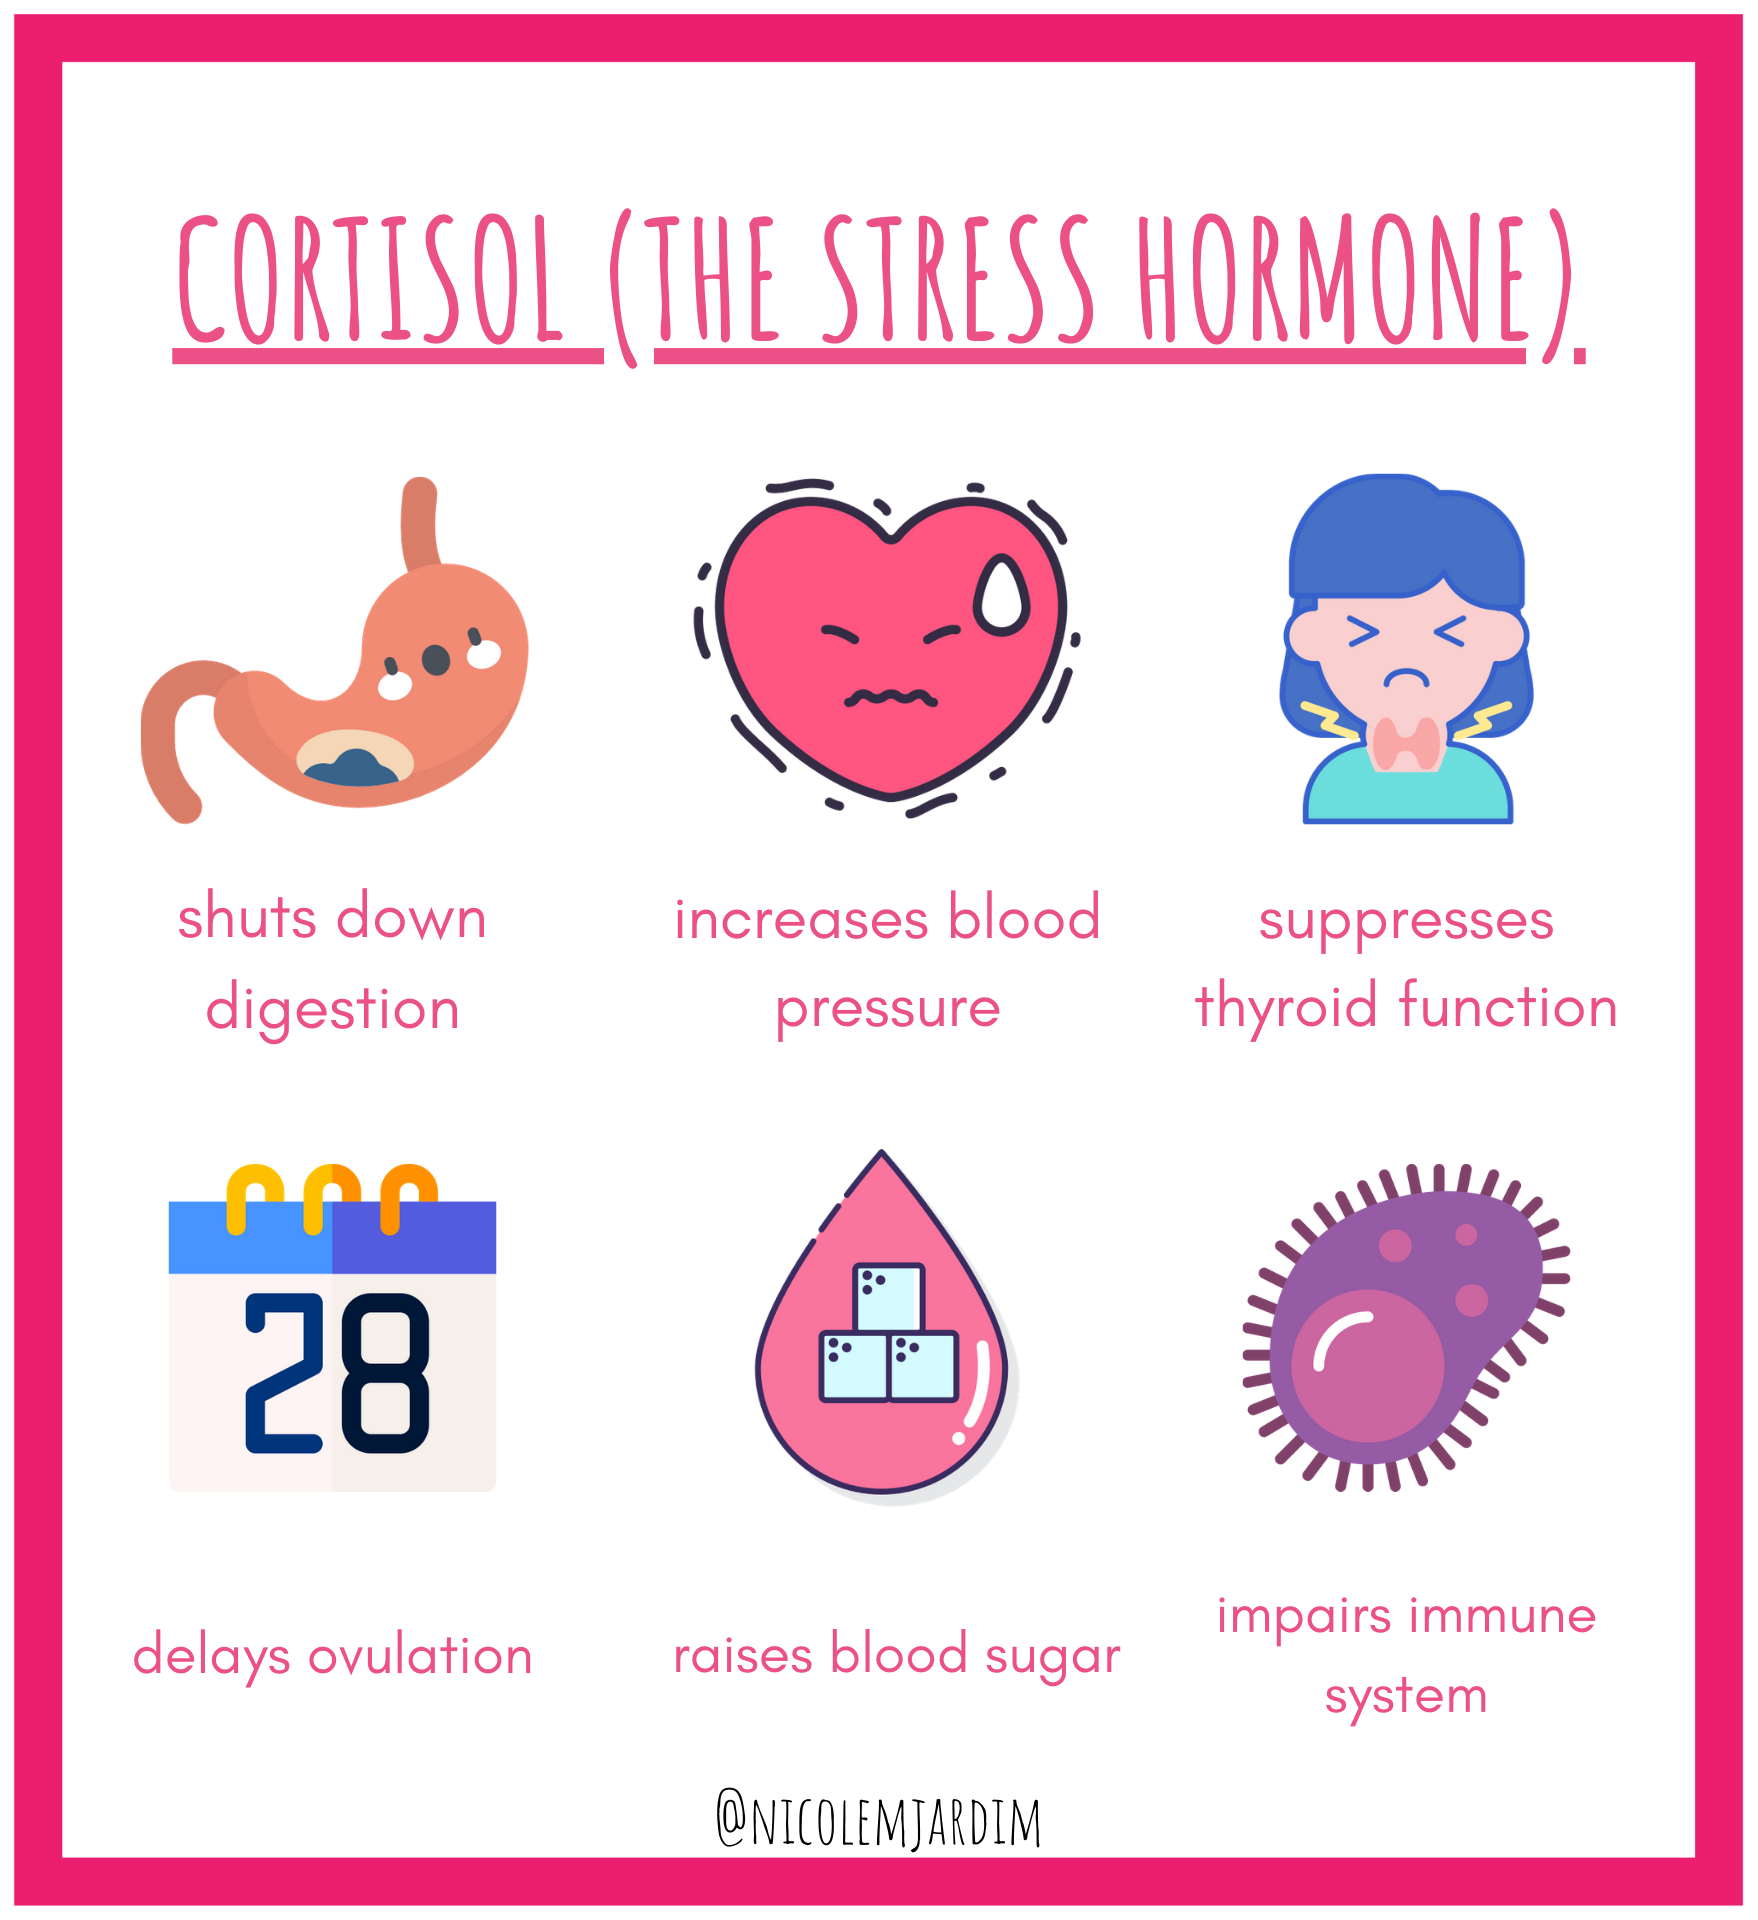 CORTISOL (THE STRESS HORMONE)
shuts down
digestion
increases blood
pressure
suppresses
thyroid function
28
delays ovulation
raises blood sugar
impairs immune
system
@NICOLEMJARDIM